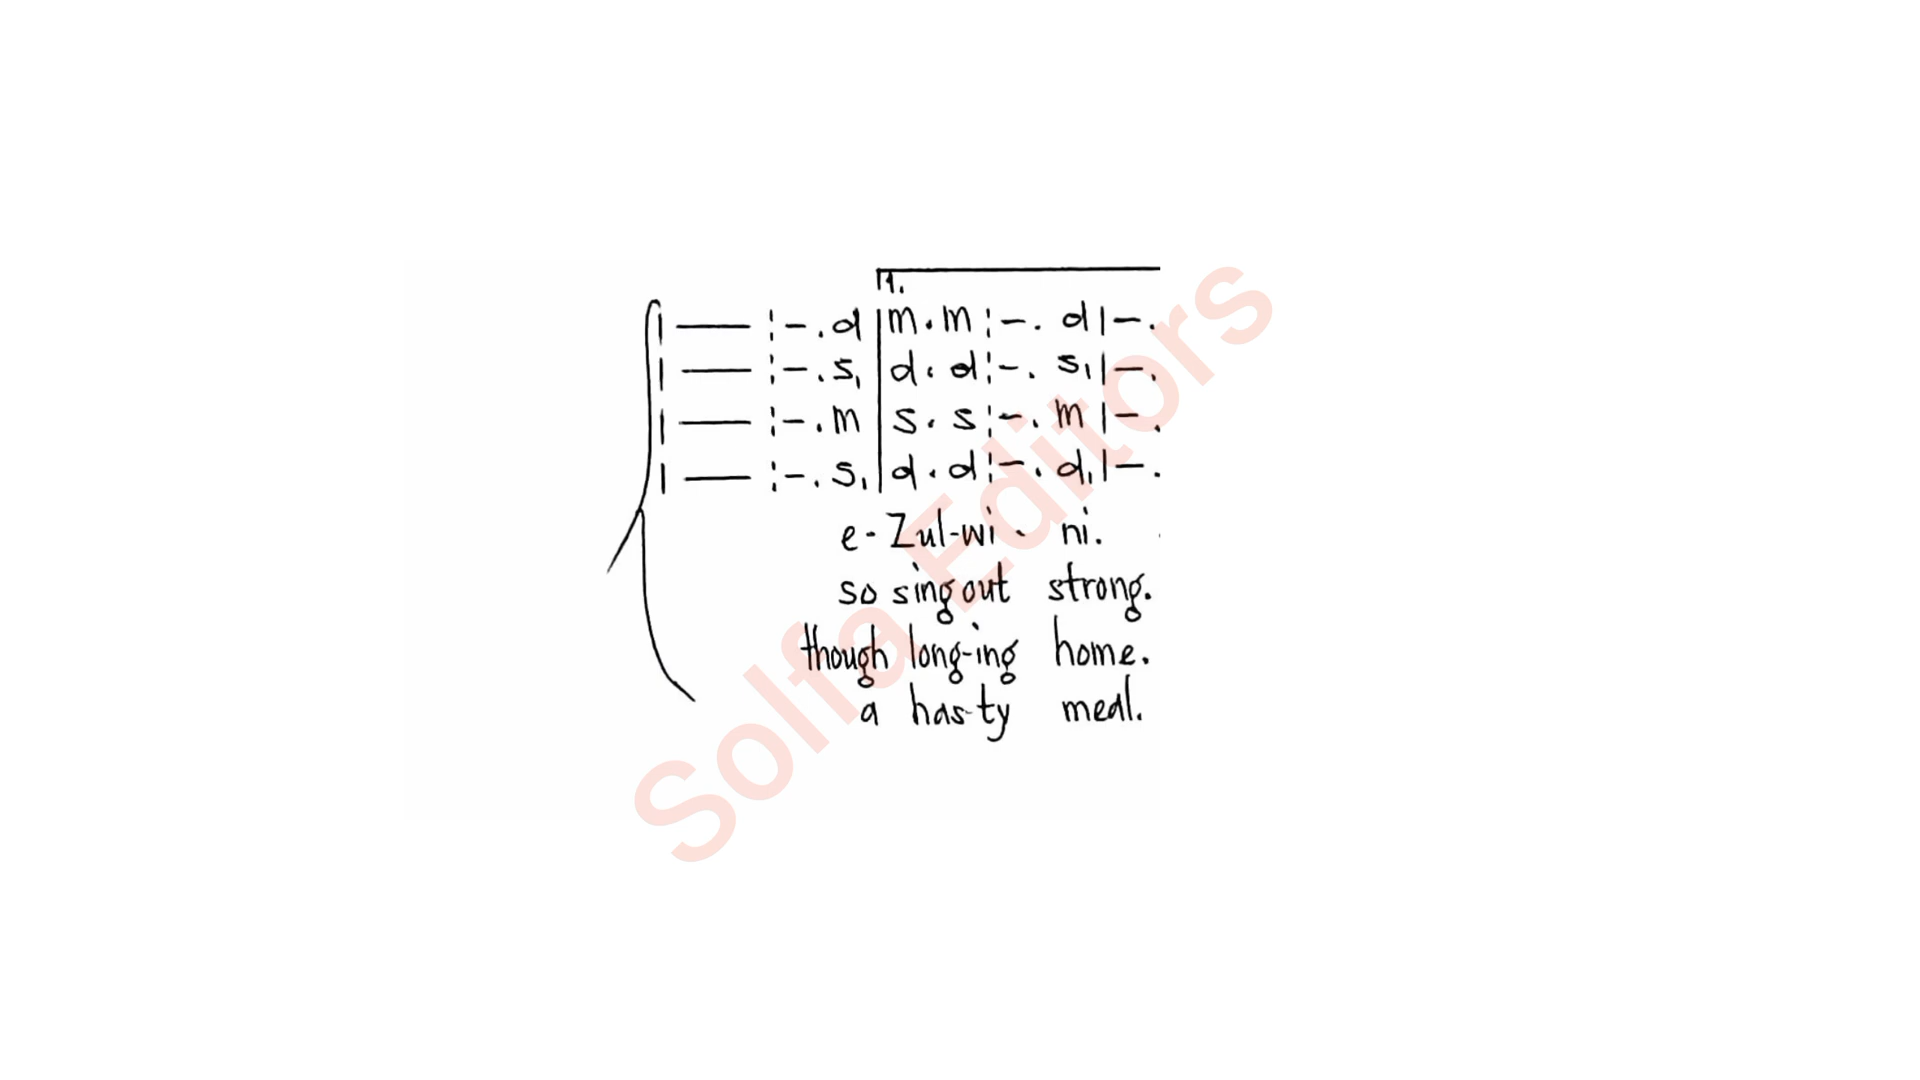 1.
| —— :–.d | m.m :–. d |–.
| —— :–.s, | d.d :–. s, |–.
| —— :–.m | s.s :–. m |–.
| —— :–.s, | d.d :–. d, |–.
e-Zul-wi - ni.
so sing out strong.
though long-ing home.
a has-ty meal.
Solfa Editors